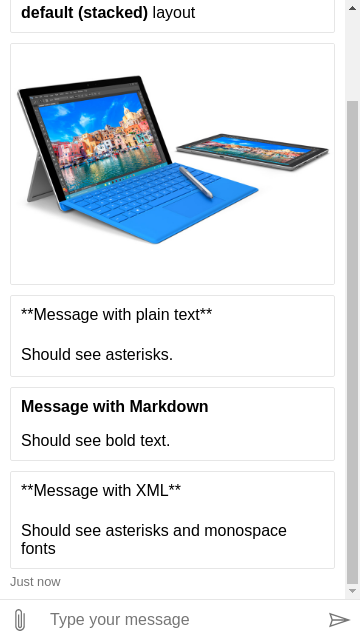 default (stacked) layout
**Message with plain text**
Should see asterisks.
Message with Markdown
Should see bold text.
**Message with XML**
Should see asterisks and monospace
fonts
Just now
Type your message